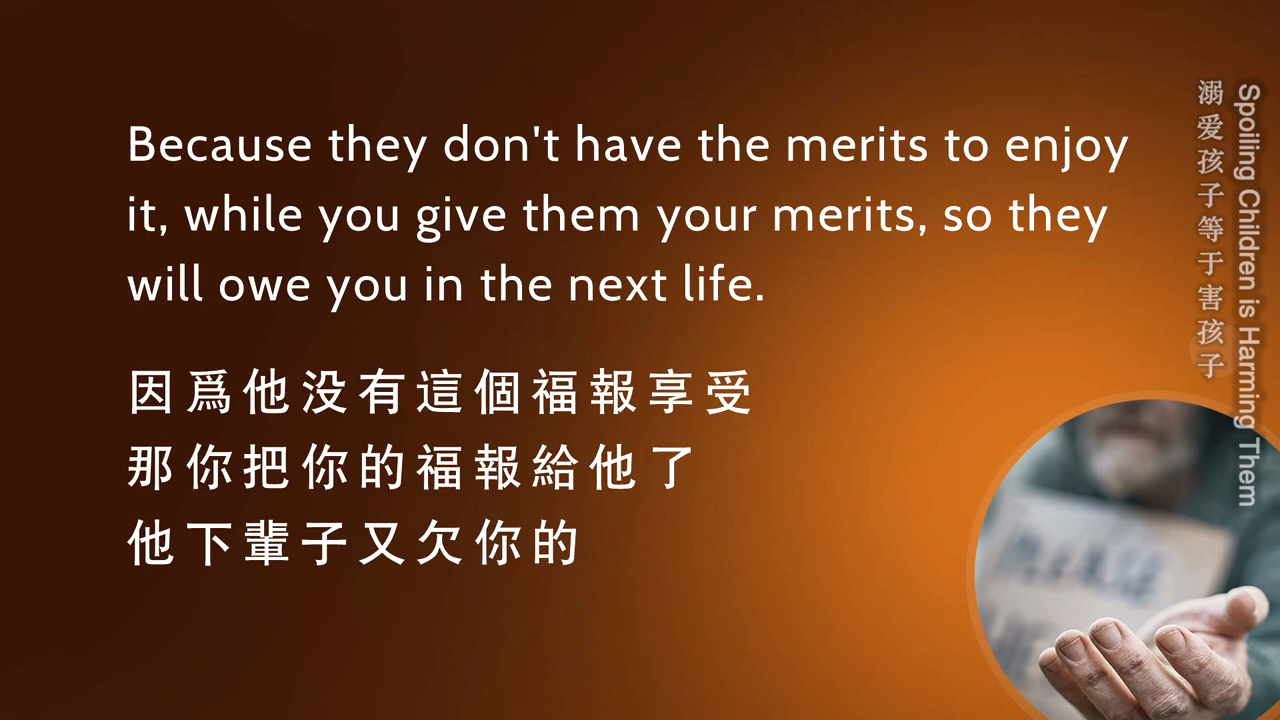 Because they don't have the merits to enjoy
it, while you give them your merits, so they
will owe you in the next life.
因爲他没有這個福報享受
那你把你的福報給他了
他下輩子又欠你的
Spoiling Children is Harming Them
溺爱孩子等于害孩子